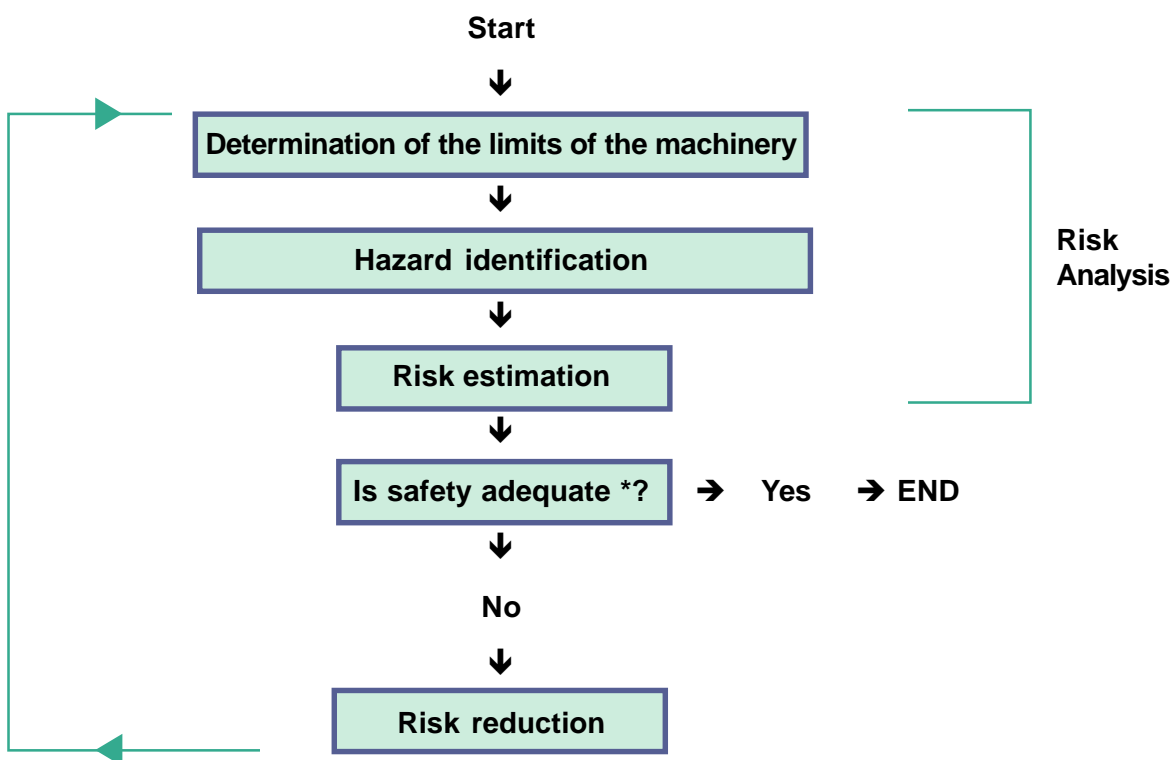 Start
Determination of the limits of the machinery
Hazard identification
Risk
Analysis
Risk estimation
Is safety adequate *? ➔ Yes ➔ END
No
Risk reduction